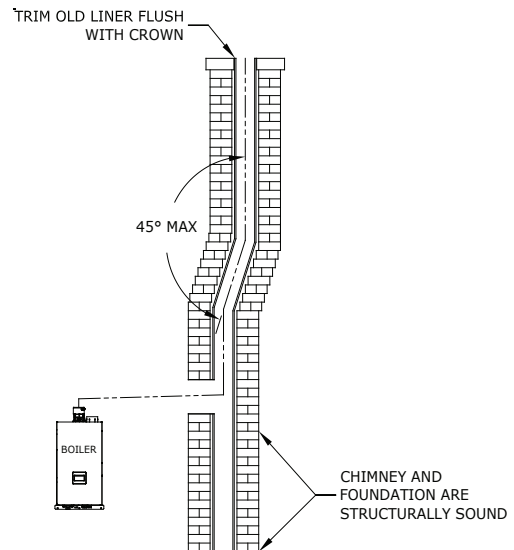 TRIM OLD LINER FLUSH
WITH CROWN
45° MAX
BOILER
CHIMNEY AND
FOUNDATION ARE
STRUCTURALLY SOUND